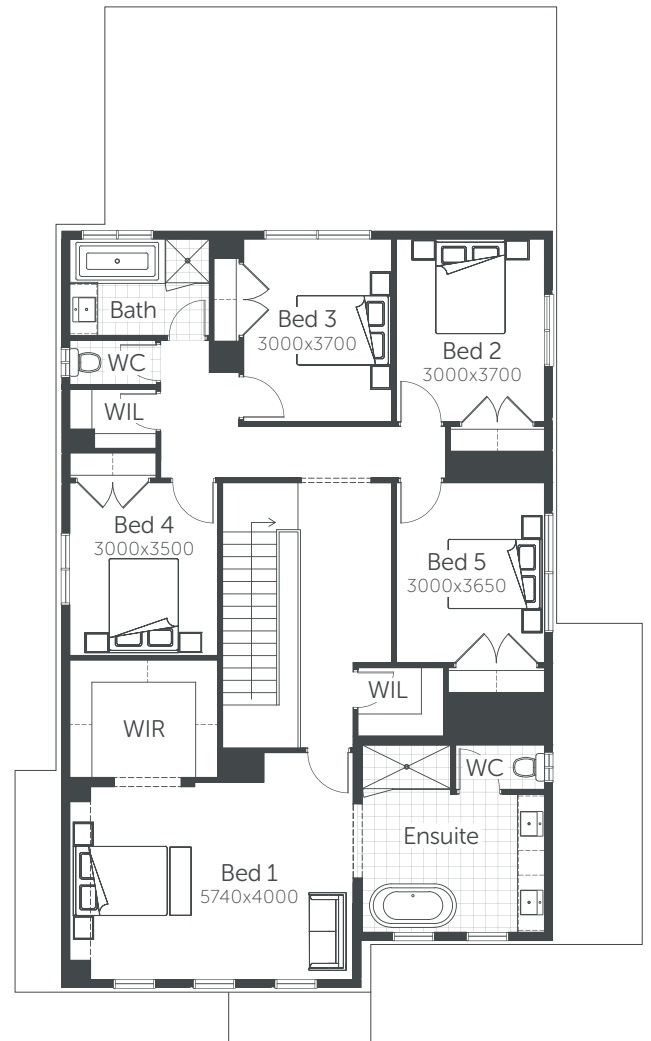 Bath
Bed 3
3000x3700
Bed 2
3000x3700
WC
WIL
Bed 4
3000x3500
Bed 5
3000x3650
WIL
WIR
WC
Ensuite
Bed 1
5740x4000